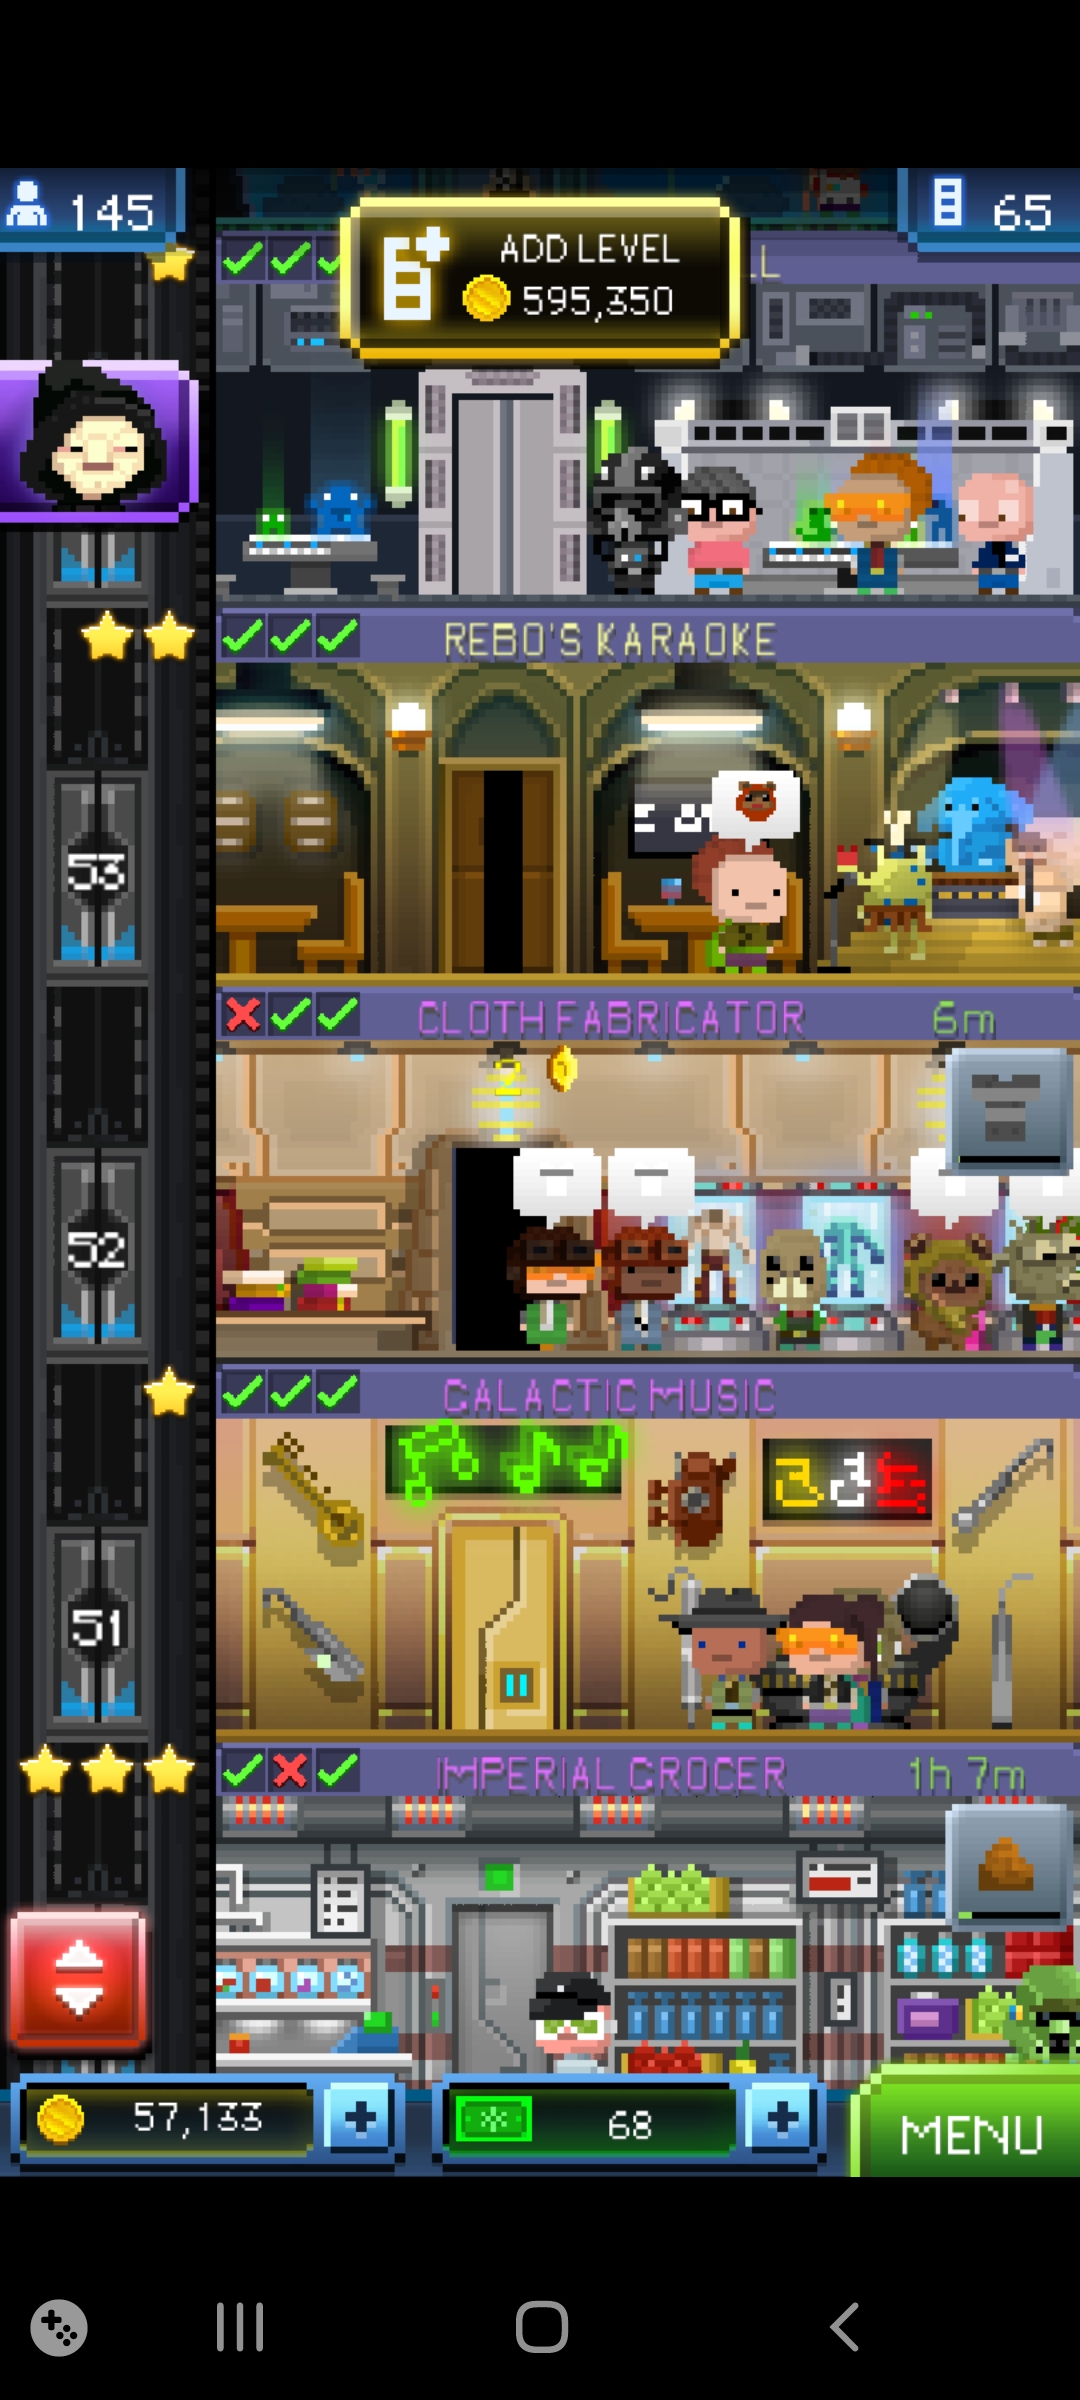 145
65
ADD LEVEL
595,350
REBO'S KARAOKE
53
CLOTH FABRICATOR 6m
52
GALACTIC MUSIC
51
IMPERIAL GROCER 1h 7m
57,133
68
MENU